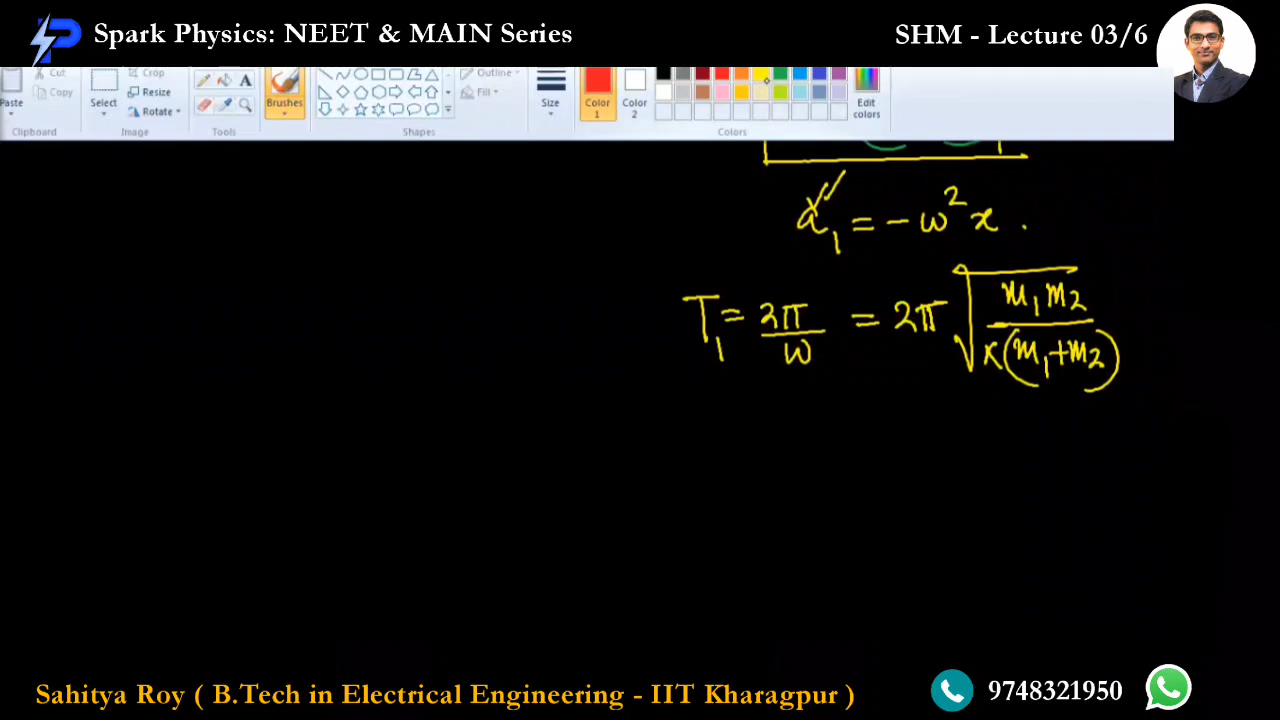 Spark Physics: NEET & MAIN Series
SHM - Lecture 03/6
Cut Crop Outline
Paste Copy Select Resize Brushes Fill Size Color 1 Color 2 Edit colors
Rotate
Clipboard Image Tools Shapes Colors
a₁ = -ω²x .
T₁ = 2π/ω = 2π √(m₁m₂/K(m₁+m₂))
Sahitya Roy ( B.Tech in Electrical Engineering - IIT Kharagpur )
9748321950